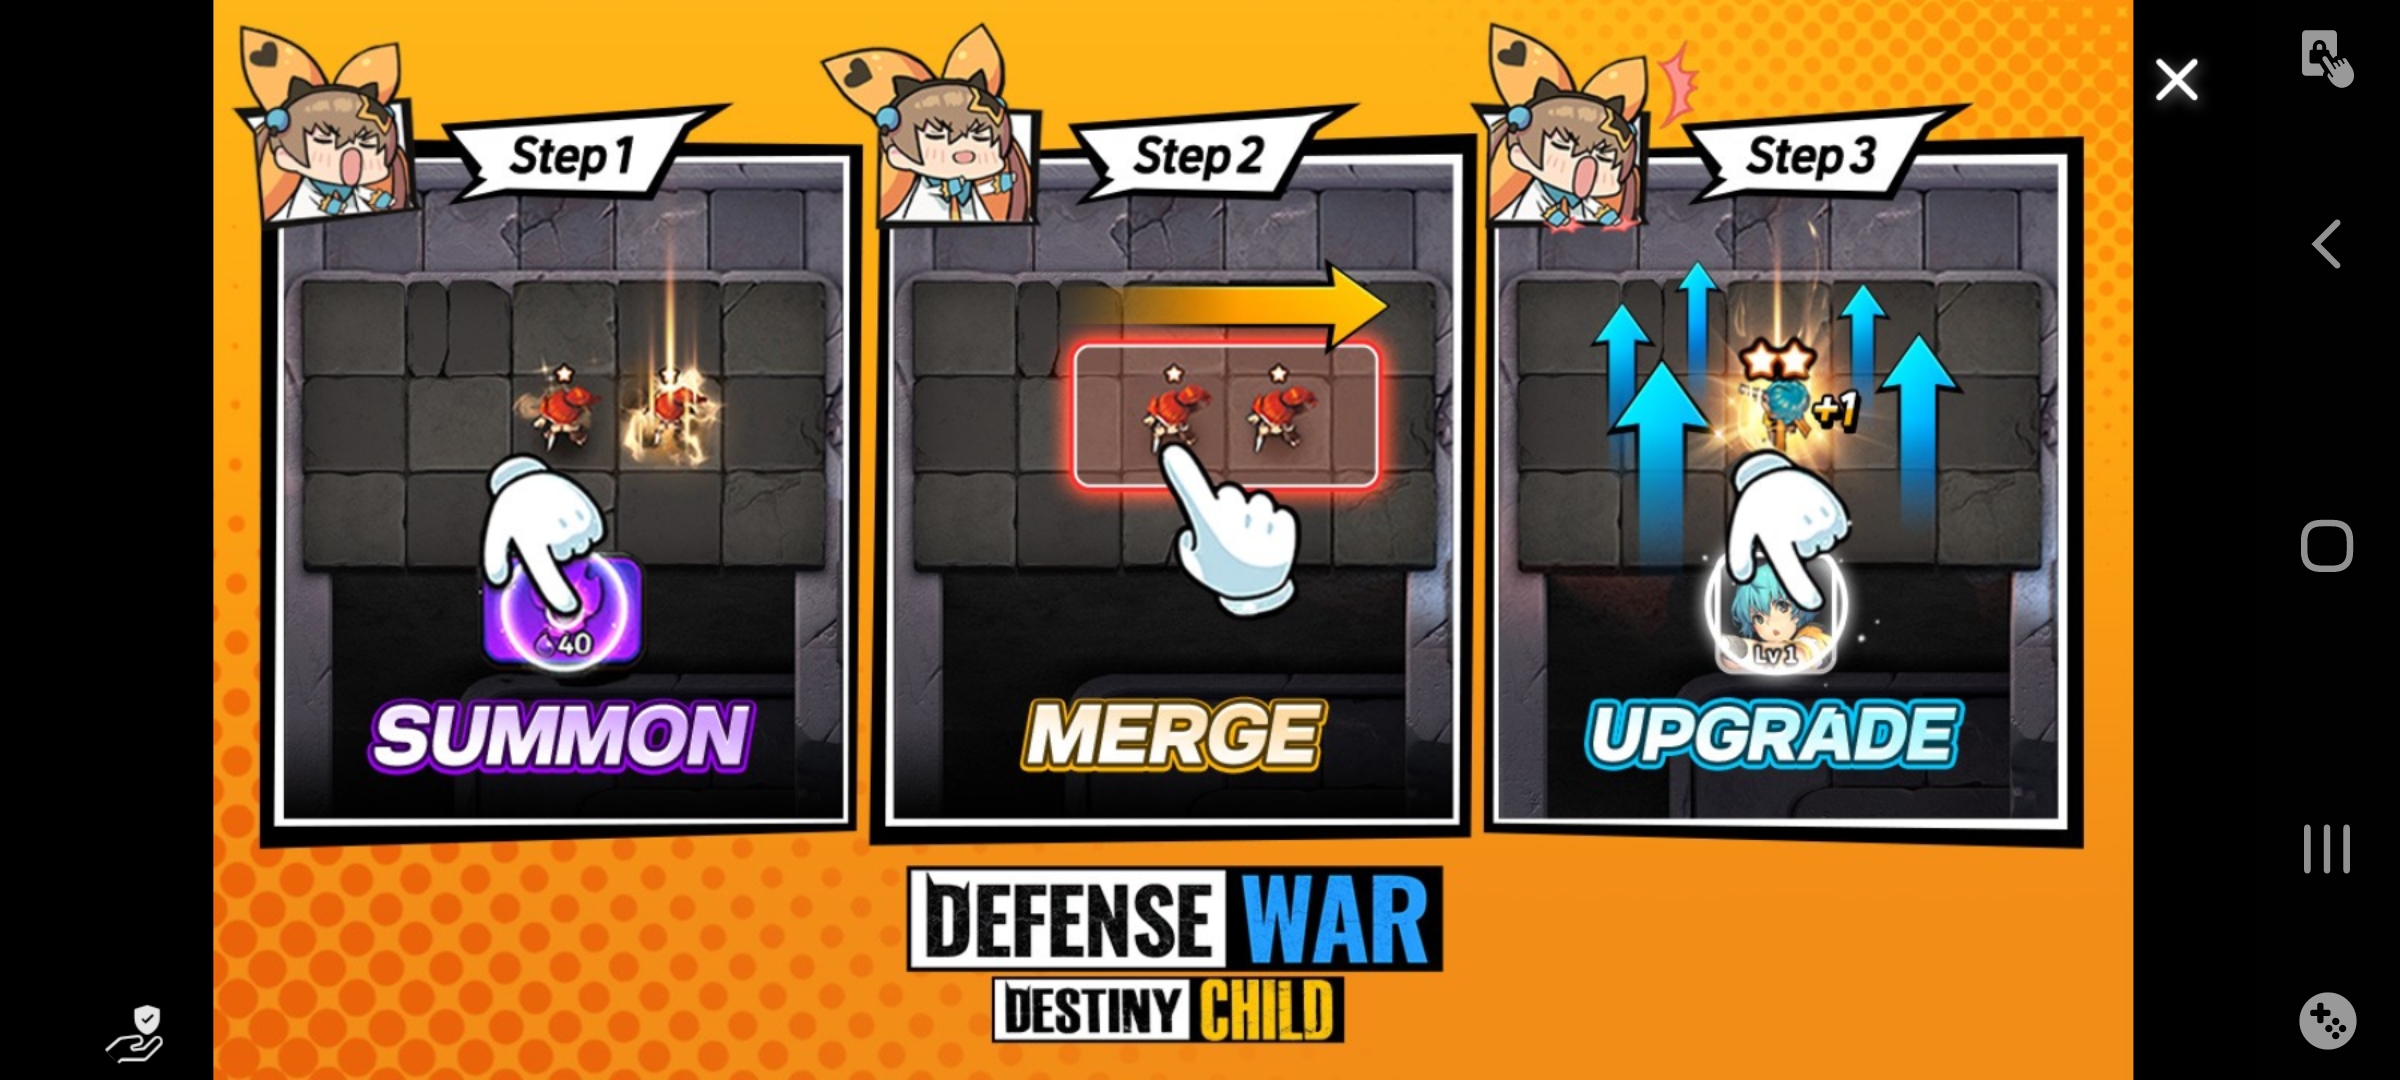 Step 1
Step 2
Step 3
40
+1
Lv 1
SUMMON
MERGE
UPGRADE
DEFENSE WAR
DESTINY CHILD